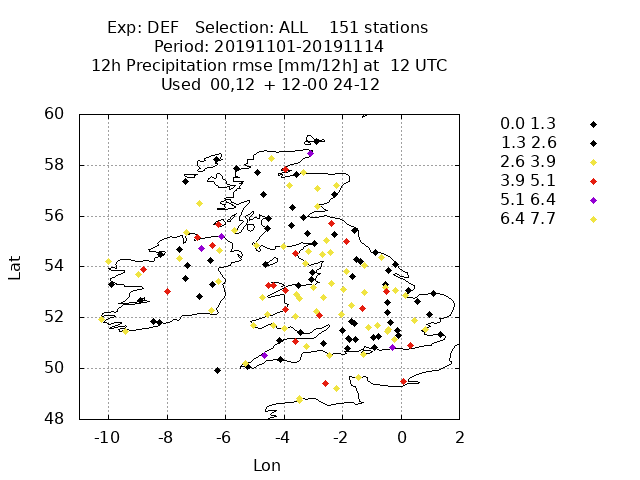 Exp: DEF   Selection: ALL    151 stations
Period: 20191101-20191114
12h Precipitation rmse [mm/12h] at  12 UTC
Used  00,12  + 12-00 24-12
60
58
56
54
52
50
48
-10 -8 -6 -4 -2 0 2
Lat
Lon
0.0 1.3
1.3 2.6
2.6 3.9
3.9 5.1
5.1 6.4
6.4 7.7